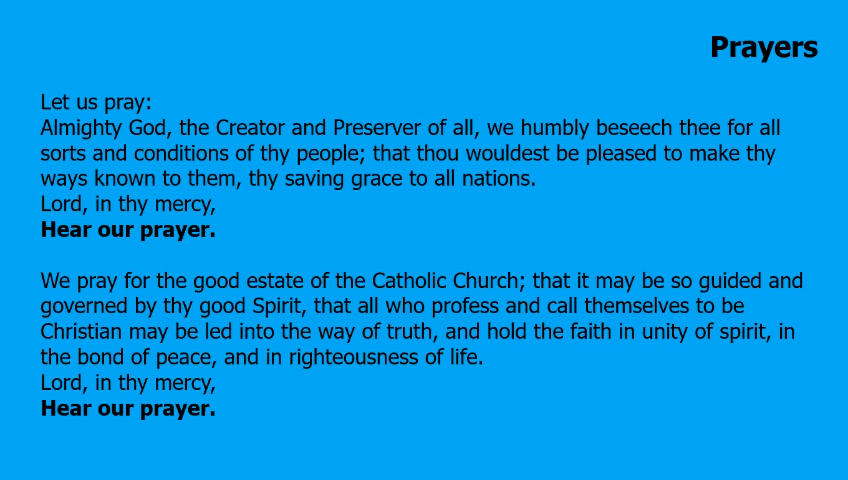 Prayers
Let us pray:
Almighty God, the Creator and Preserver of all, we humbly beseech thee for all
sorts and conditions of thy people; that thou wouldest be pleased to make thy
ways known to them, thy saving grace to all nations.
Lord, in thy mercy,
Hear our prayer.
We pray for the good estate of the Catholic Church; that it may be so guided and
governed by thy good Spirit, that all who profess and call themselves to be
Christian may be led into the way of truth, and hold the faith in unity of spirit, in
the bond of peace, and in righteousness of life.
Lord, in thy mercy,
Hear our prayer.